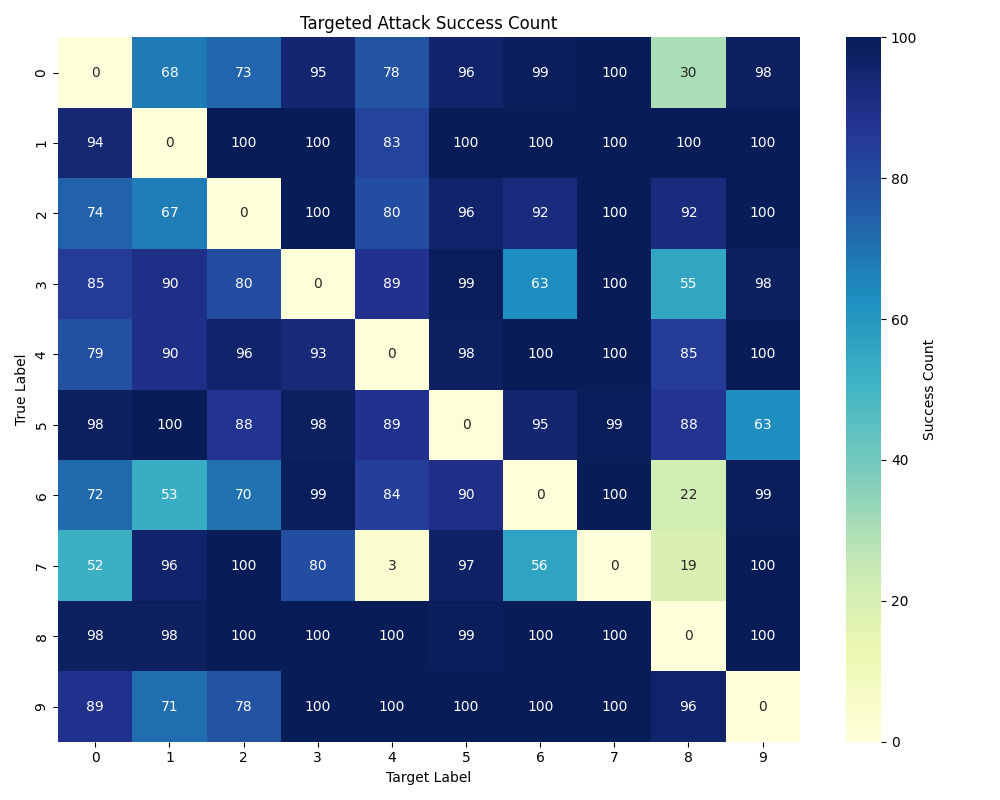 Targeted Attack Success Count
0 0 68 73 95 78 96 99 100 30 98
1 94 0 100 100 83 100 100 100 100 100
2 74 67 0 100 80 96 92 100 92 100
3 85 90 80 0 89 99 63 100 55 98
4 79 90 96 93 0 98 100 100 85 100
5 98 100 88 98 89 0 95 99 88 63
6 72 53 70 99 84 90 0 100 22 99
7 52 96 100 80 3 97 56 0 19 100
8 98 98 100 100 100 99 100 100 0 100
9 89 71 78 100 100 100 100 100 96 0
0 1 2 3 4 5 6 7 8 9
Target Label
True Label
100
80
60
40
20
0
Success Count